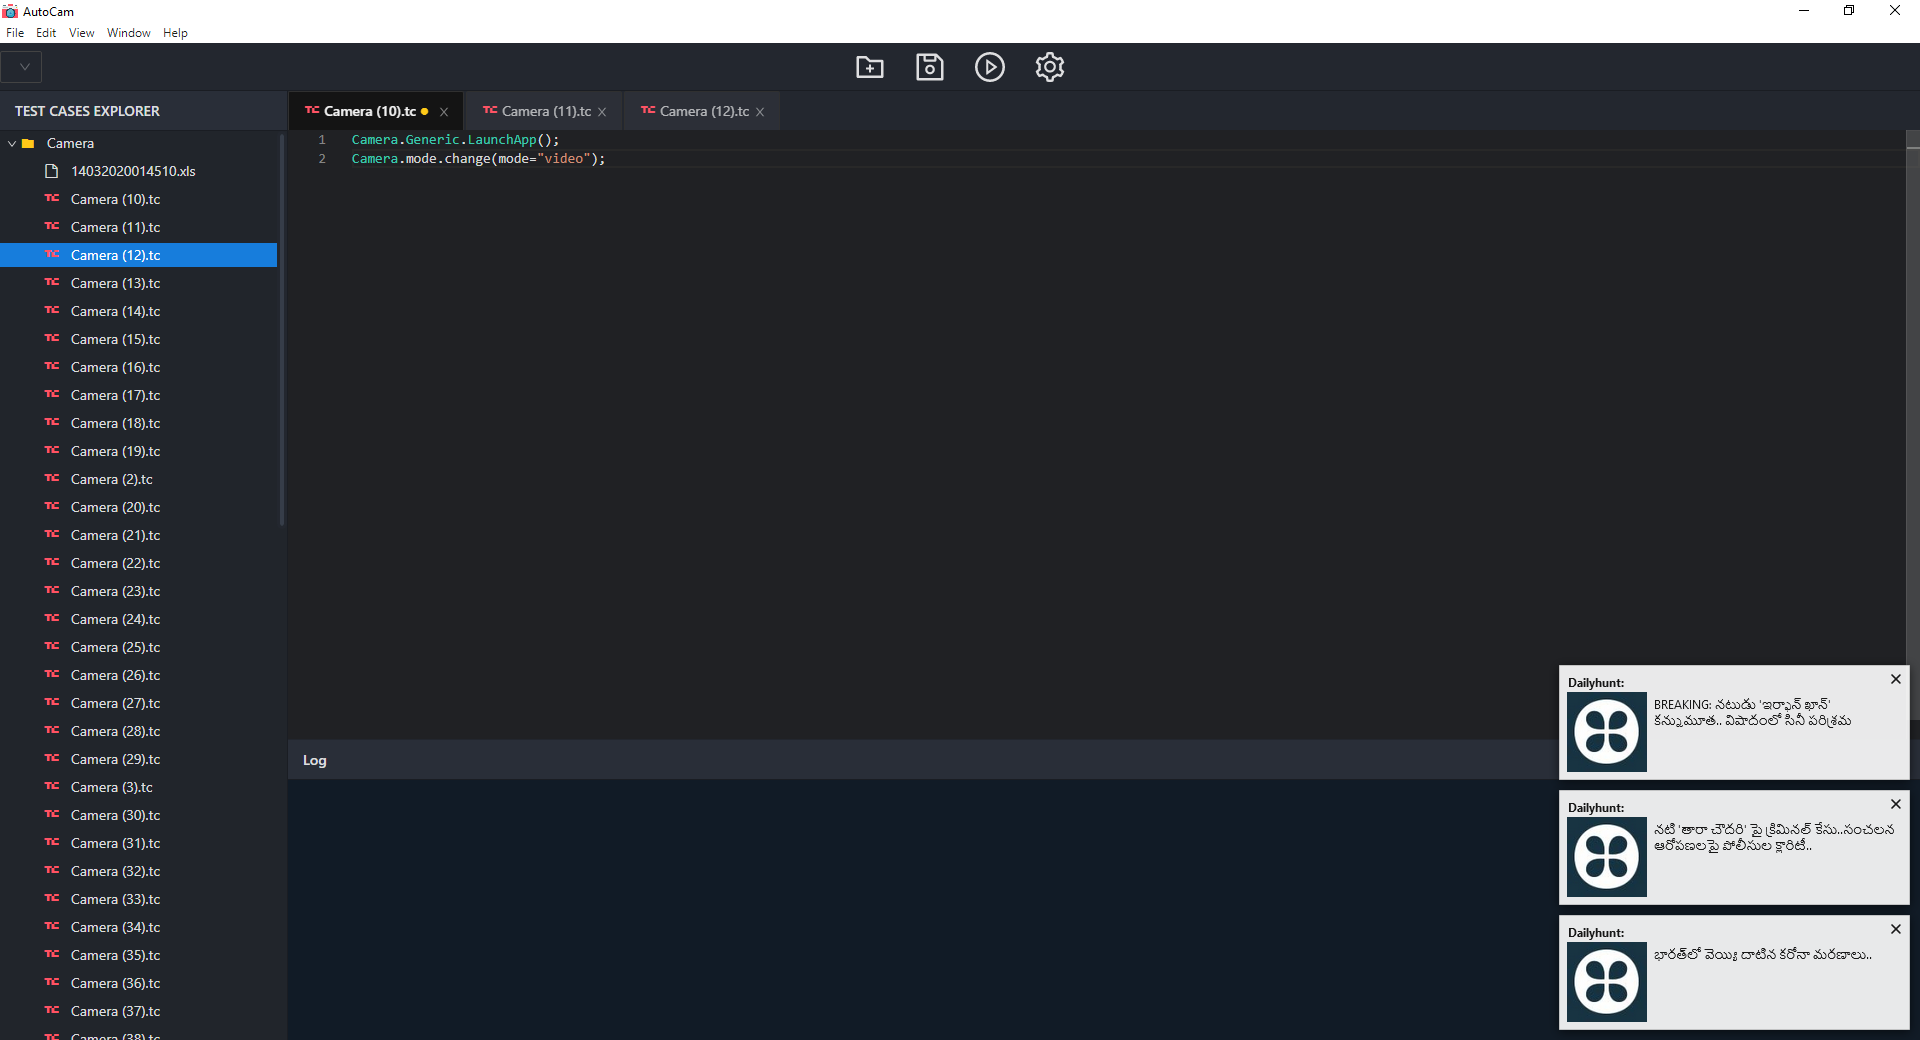 AutoCam
File Edit View Window Help
TEST CASES EXPLORER
Camera
14032020014510.xls
TC Camera (10).tc
TC Camera (11).tc
TC Camera (12).tc
TC Camera (13).tc
TC Camera (14).tc
TC Camera (15).tc
TC Camera (16).tc
TC Camera (17).tc
TC Camera (18).tc
TC Camera (19).tc
TC Camera (2).tc
TC Camera (20).tc
TC Camera (21).tc
TC Camera (22).tc
TC Camera (23).tc
TC Camera (24).tc
TC Camera (25).tc
TC Camera (26).tc
TC Camera (27).tc
TC Camera (28).tc
TC Camera (29).tc
TC Camera (3).tc
TC Camera (30).tc
TC Camera (31).tc
TC Camera (32).tc
TC Camera (33).tc
TC Camera (34).tc
TC Camera (35).tc
TC Camera (36).tc
TC Camera (37).tc
TC Camera (38).tc
TC Camera (10).tc TC Camera (11).tc TC Camera (12).tc
1 Camera.Generic.LaunchApp();
2 Camera.mode.change(mode="video");
Log
Dailyhunt:
BREAKING: నటుడు 'ఇర్ఫాన్ ఖాన్'
కన్నుమూత.. విషాదంలో సినీ పరిశ్రమ
Dailyhunt:
నటి 'తారా చౌదరి' పై క్రిమినల్ కేసు..సంచలన
ఆరోపణలపై పోలీసుల క్లారిటీ..
Dailyhunt:
భారత్‌లో వెయ్యి దాటిన కరోనా మరణాలు..